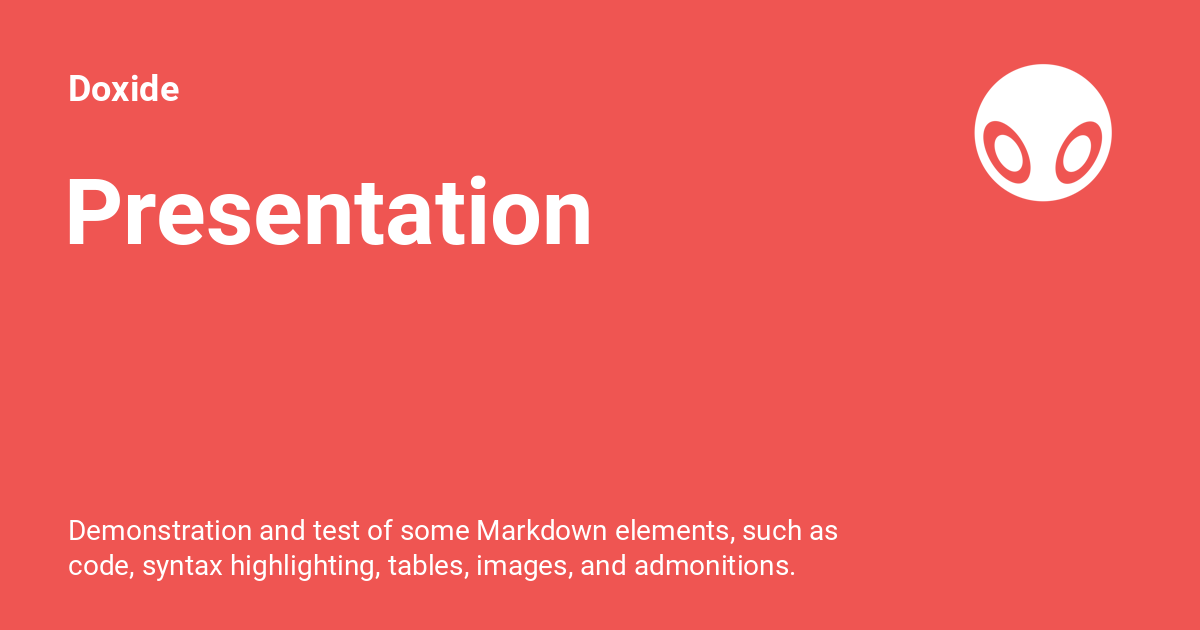 Doxide
Presentation
Demonstration and test of some Markdown elements, such as
code, syntax highlighting, tables, images, and admonitions.